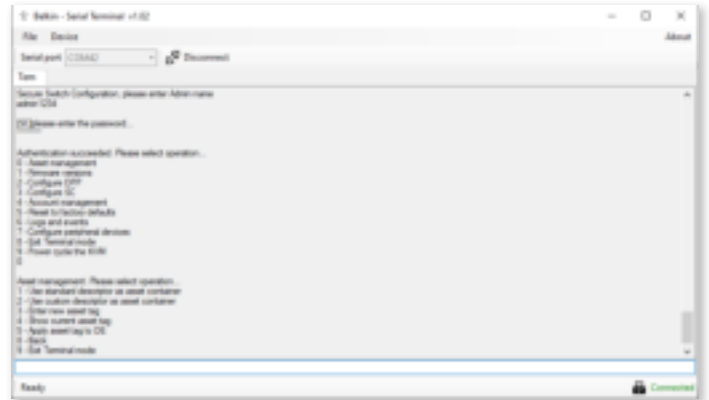 Belkin - Serial Terminal v1.02
File Device About
Serial port Disconnect
Term
Secure Switch Configuration, please enter Admin name
admin1234
please enter the password...
Authentication succeeded. Please select operation...
0 - Asset management
1 - Firmware versions
2 - Configure DPP
3 - Configure SC
4 - Account management
5 - Reset to factory defaults
6 - Logs and events
7 - Configure peripheral devices
8 - Exit Terminal mode
9 - Power cycle the KVM
0
Asset management. Please select operation...
1 - Use standard descriptor as asset container
2 - Use custom descriptor as asset container
3 - Enter new asset tag
4 - Show current asset tag
5 - Apply asset tag to
8 - Back
9 - Exit Terminal mode
Ready Connected